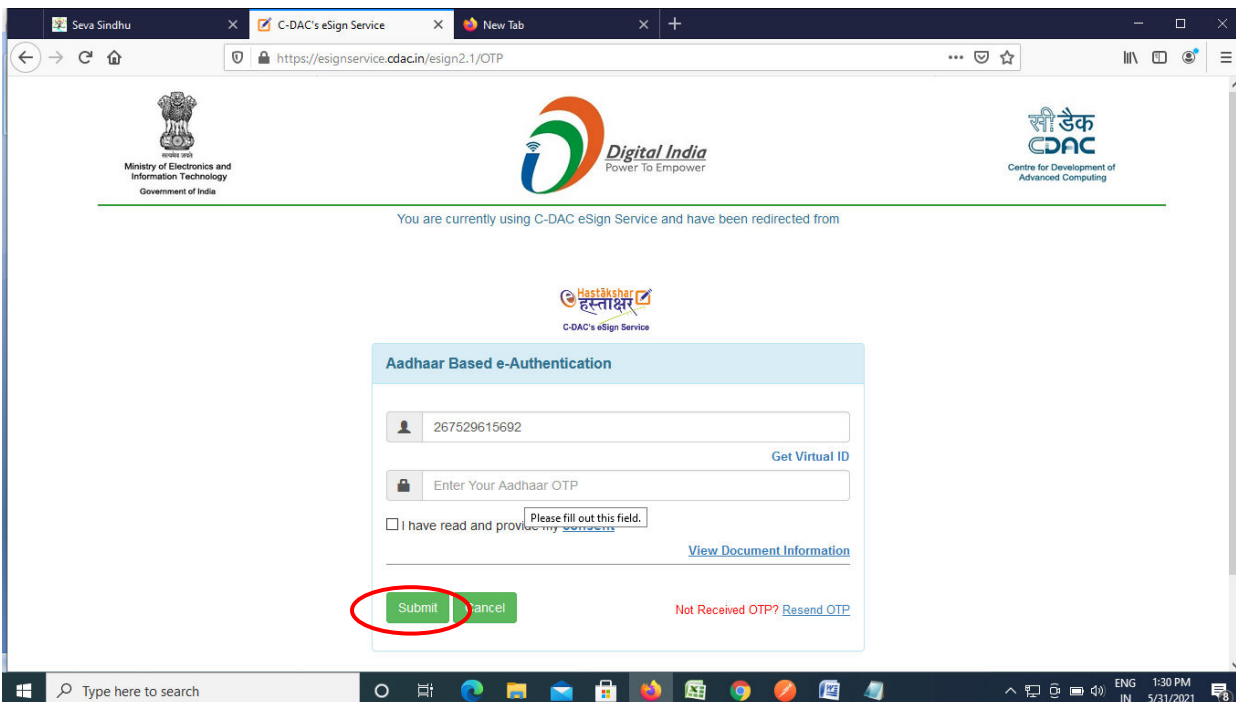 Seva Sindhu
C-DAC's eSign Service
New Tab
https://esignservice.cdac.in/esign2.1/OTP
सत्यमेव जयते
Ministry of Electronics and
Information Technology
Government of India
Digital India
Power To Empower
सी डैक
CDAC
Centre for Development of
Advanced Computing
You are currently using C-DAC eSign Service and have been redirected from
e Hastākshar
हस्ताक्षर
C-DAC's eSign Service
Aadhaar Based e-Authentication
267529615692
Get Virtual ID
Enter Your Aadhaar OTP
Please fill out this field.
I have read and provide my consent
View Document Information
Submit
Cancel
Not Received OTP? Resend OTP
Type here to search
ENG 1:30 PM
IN 5/31/2021
8